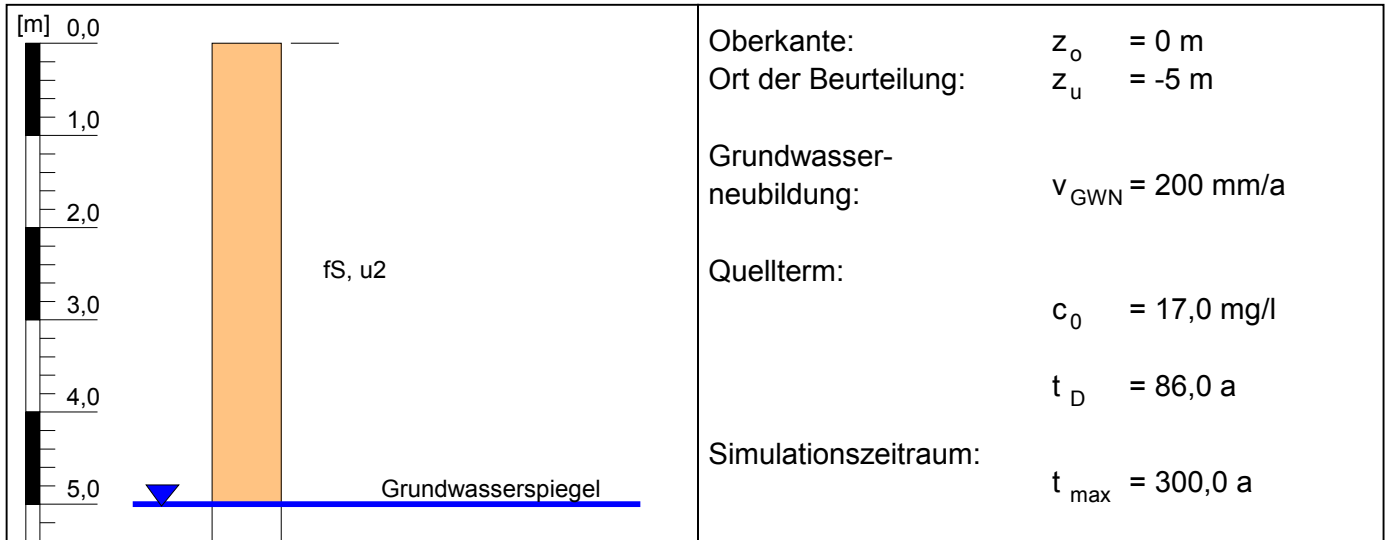 [m] 0,0
1,0
2,0
fS, u2
3,0
4,0
5,0
Grundwasserspiegel
Oberkante: z_o = 0 m
Ort der Beurteilung: z_u = -5 m
Grundwasser-
neubildung: v_GWN = 200 mm/a
Quellterm:
c_0 = 17,0 mg/l
t_D = 86,0 a
Simulationszeitraum:
t_max = 300,0 a